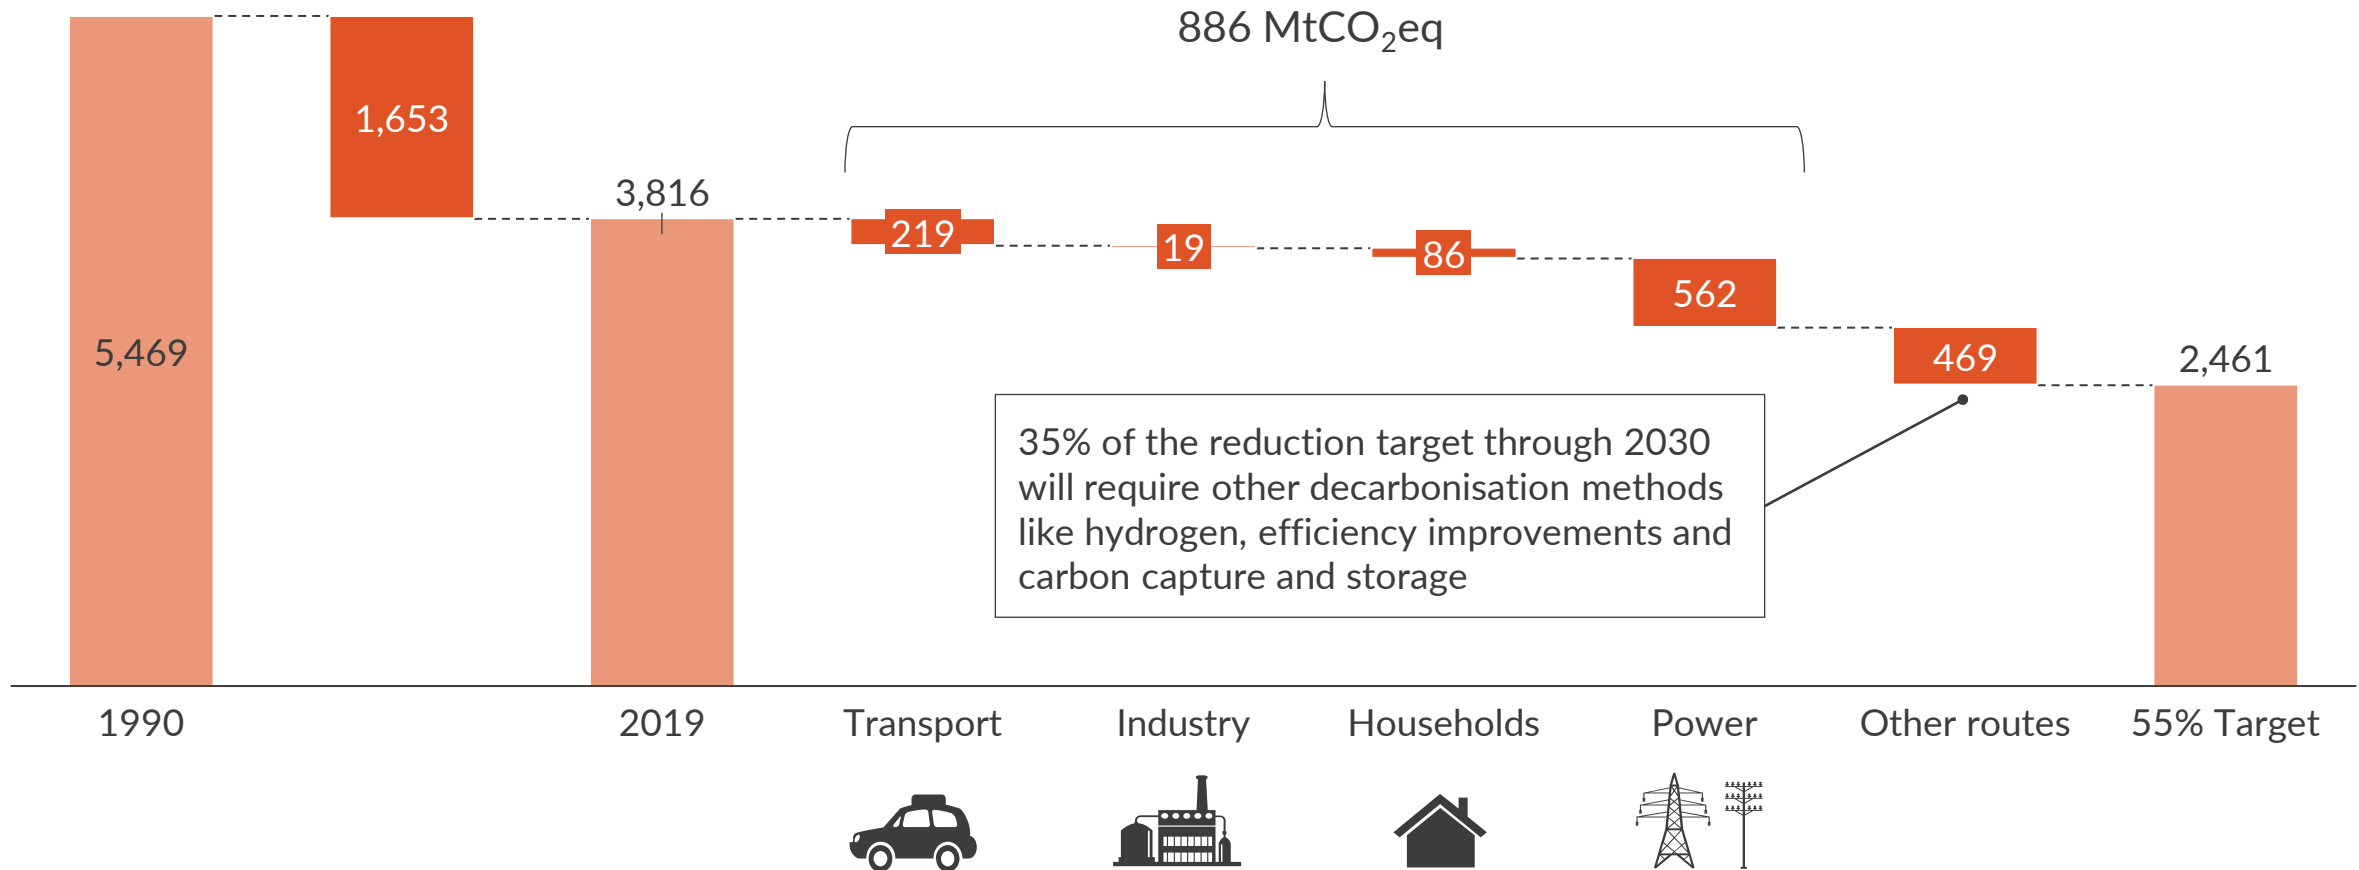 886 MtCO₂eq
1,653
3,816
219
19
86
562
5,469
469
2,461
35% of the reduction target through 2030
will require other decarbonisation methods
like hydrogen, efficiency improvements and
carbon capture and storage
1990
2019
Transport
Industry
Households
Power
Other routes
55% Target